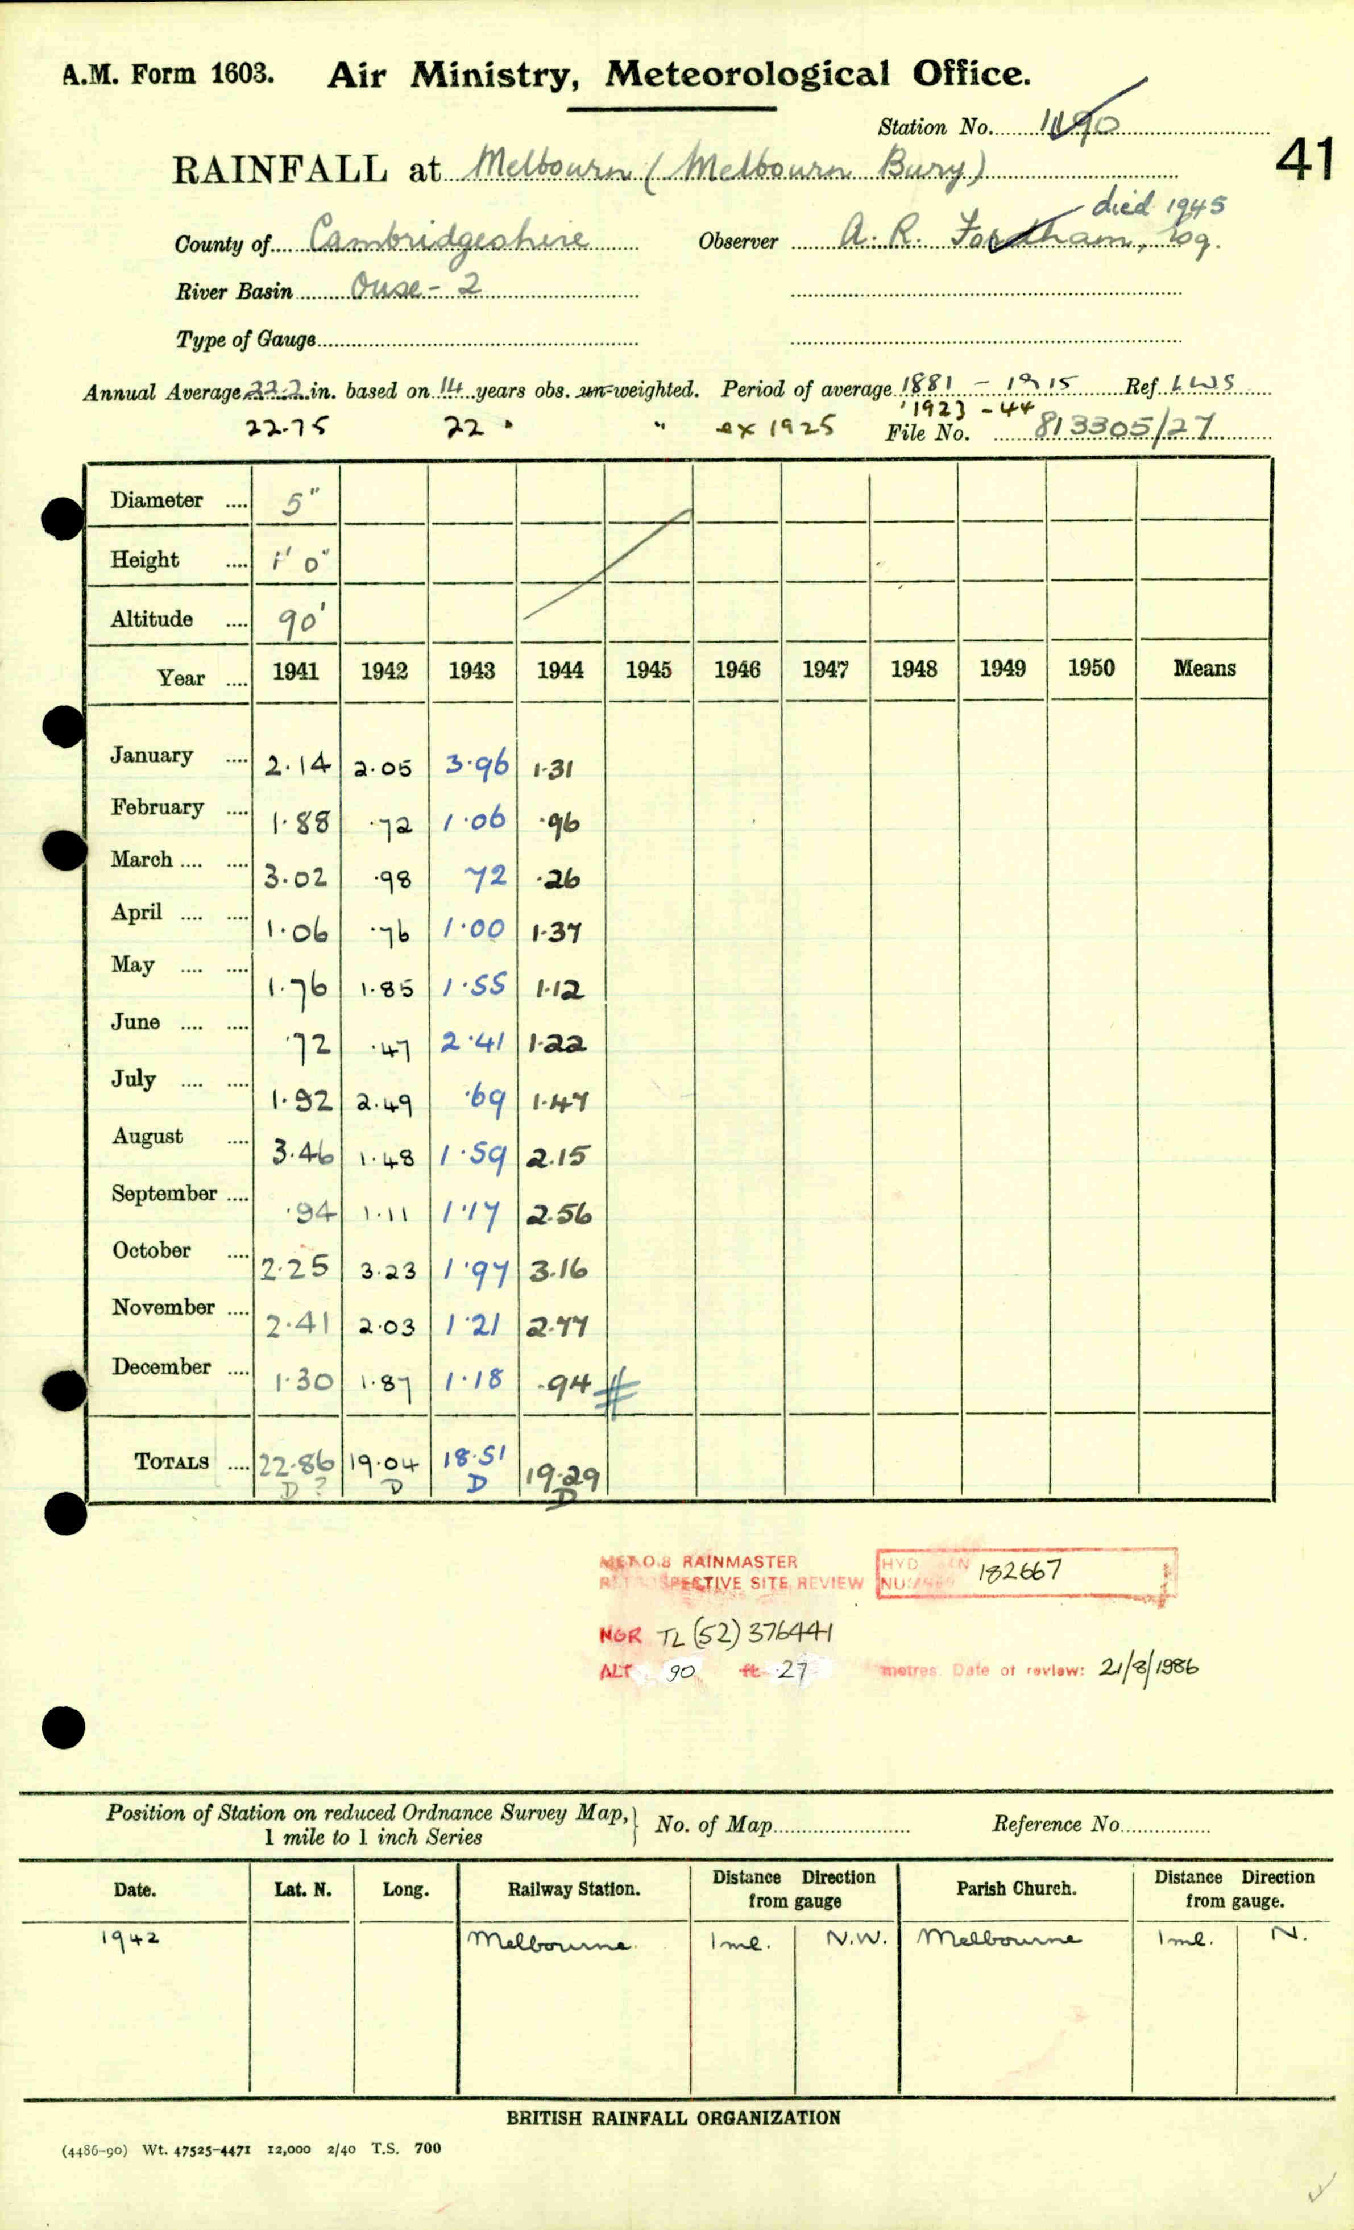 A.M. Form 1603. Air Ministry, Meteorological Office.
Station No. 1190
41
RAINFALL at Melbourn (Melbourn Bury)
died 1945
County of Cambridgeshire Observer A. R. Fordham, Esq.
River Basin Ouse - 2
Type of Gauge
Annual Average 22.2 in. based on 14 years obs. un-weighted. Period of average 1881 - 1915 Ref. LWS
22.75 22 " " ex 1925 1923 - 44 File No. 813305/27
Diameter .... 5"
Height .... 1' 0"
Altitude .... 90'
Year .... 1941 1942 1943 1944 1945 1946 1947 1948 1949 1950 Means
January .... 2.14 2.05 3.96 1.31
February .... 1.88 .72 1.06 .96
March .... .... 3.02 .98 72 .26
April .... .... 1.06 .76 1.00 1.37
May .... .... 1.76 1.85 1.55 1.12
June .... .... .72 .47 2.41 1.22
July .... .... 1.92 2.49 .69 1.47
August .... 3.46 1.48 1.59 2.15
September .... .94 1.11 1.17 2.56
October .... 2.25 3.23 1.97 3.16
November .... 2.41 2.03 1.21 2.77
December .... 1.30 1.87 1.18 .94
TOTALS .... 22.86 19.04 18.51 19.29
D ? D D D
MET.O.8 RAINMASTER
RETROSPECTIVE SITE REVIEW
HYD N
NUMBER 182667
NGR TL (52) 376441
ALT 90 ft 27 metres. Date of review: 21/8/1986
Position of Station on reduced Ordnance Survey Map, 1 mile to 1 inch Series No. of Map Reference No.
Date. Lat. N. Long. Railway Station. Distance Direction from gauge Parish Church. Distance Direction from gauge.
1942 Melbourne. 1 ml. N.W. Melbourne 1 ml. N.
BRITISH RAINFALL ORGANIZATION
(4486-90) Wt. 47525-4471 12,000 2/40 T.S. 700